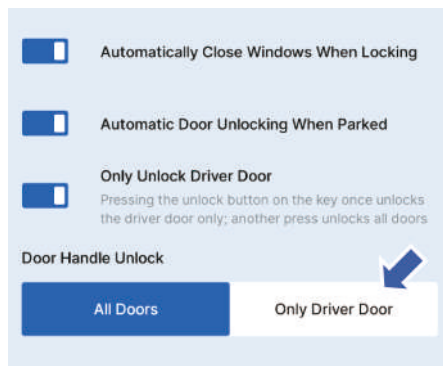 Automatically Close Windows When Locking
Automatic Door Unlocking When Parked
Only Unlock Driver Door
Pressing the unlock button on the key once unlocks
the driver door only; another press unlocks all doors
Door Handle Unlock
All Doors
Only Driver Door